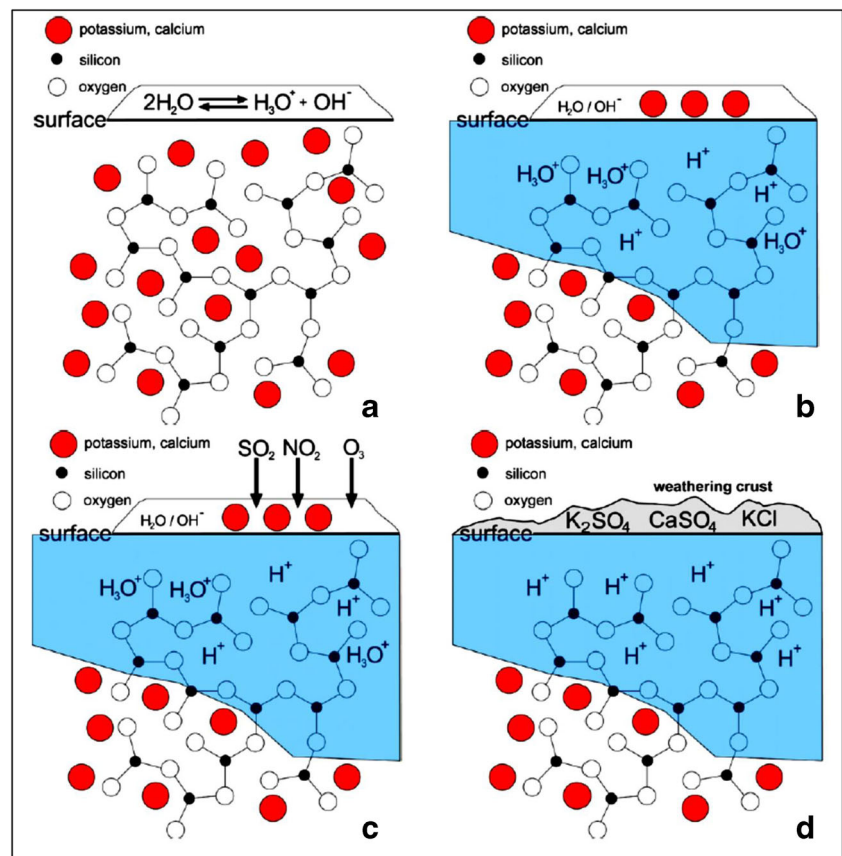 potassium, calcium
silicon
oxygen
2H₂O ⇌ H₃O⁺ + OH⁻
surface
a
potassium, calcium
silicon
oxygen
H₂O / OH⁻
surface
H₃O⁺ H₃O⁺ H⁺
H⁺
H⁺ H₃O⁺
b
potassium, calcium
silicon
oxygen
SO₂ NO₂ O₃
H₂O / OH⁻
surface
H₃O⁺ H₃O⁺ H⁺
H⁺
H⁺ H₃O⁺
c
potassium, calcium
silicon
oxygen
weathering crust
K₂SO₄ CaSO₄ KCl
surface
H⁺ H⁺ H⁺
H⁺
H⁺ H⁺
d